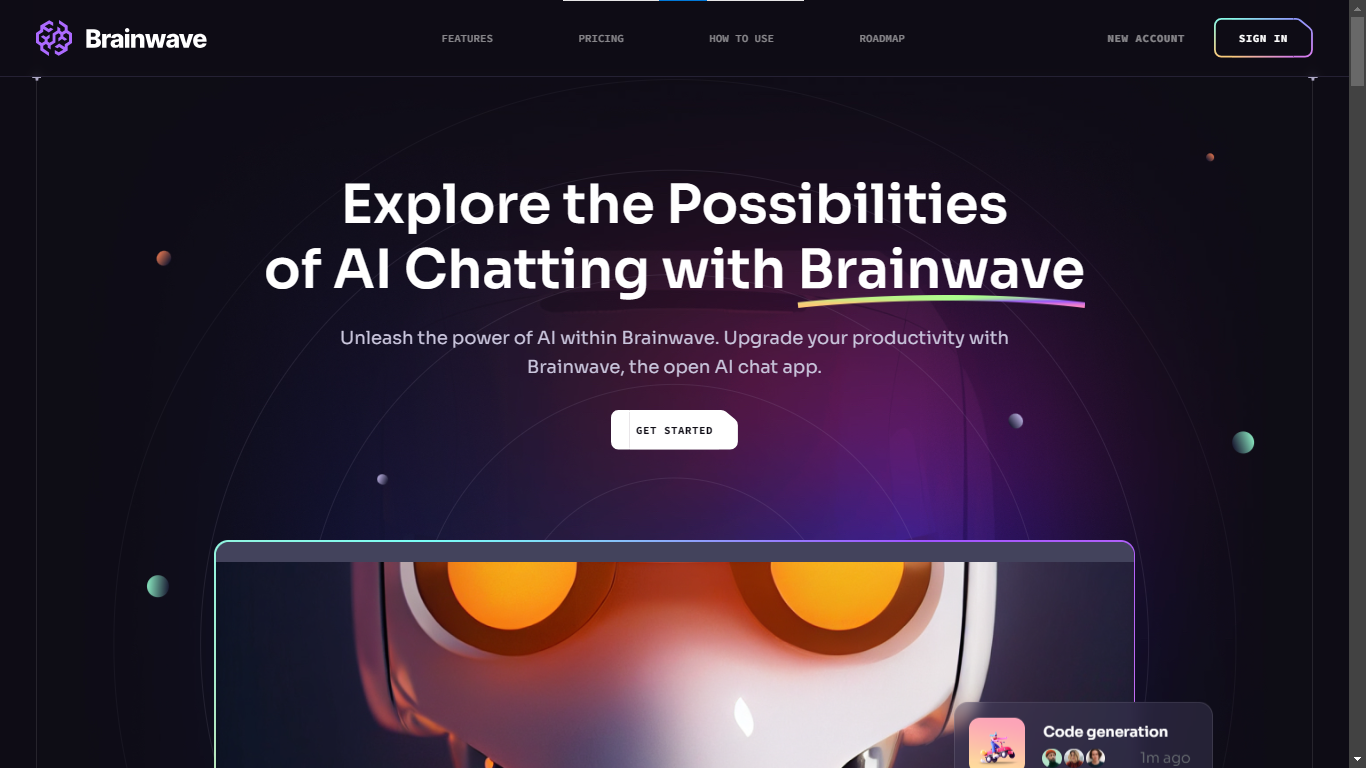 Brainwave
FEATURES
PRICING
HOW TO USE
ROADMAP
NEW ACCOUNT
SIGN IN
Explore the Possibilities
of AI Chatting with Brainwave
Unleash the power of AI within Brainwave. Upgrade your productivity with
Brainwave, the open AI chat app.
GET STARTED
Code generation
1m ago